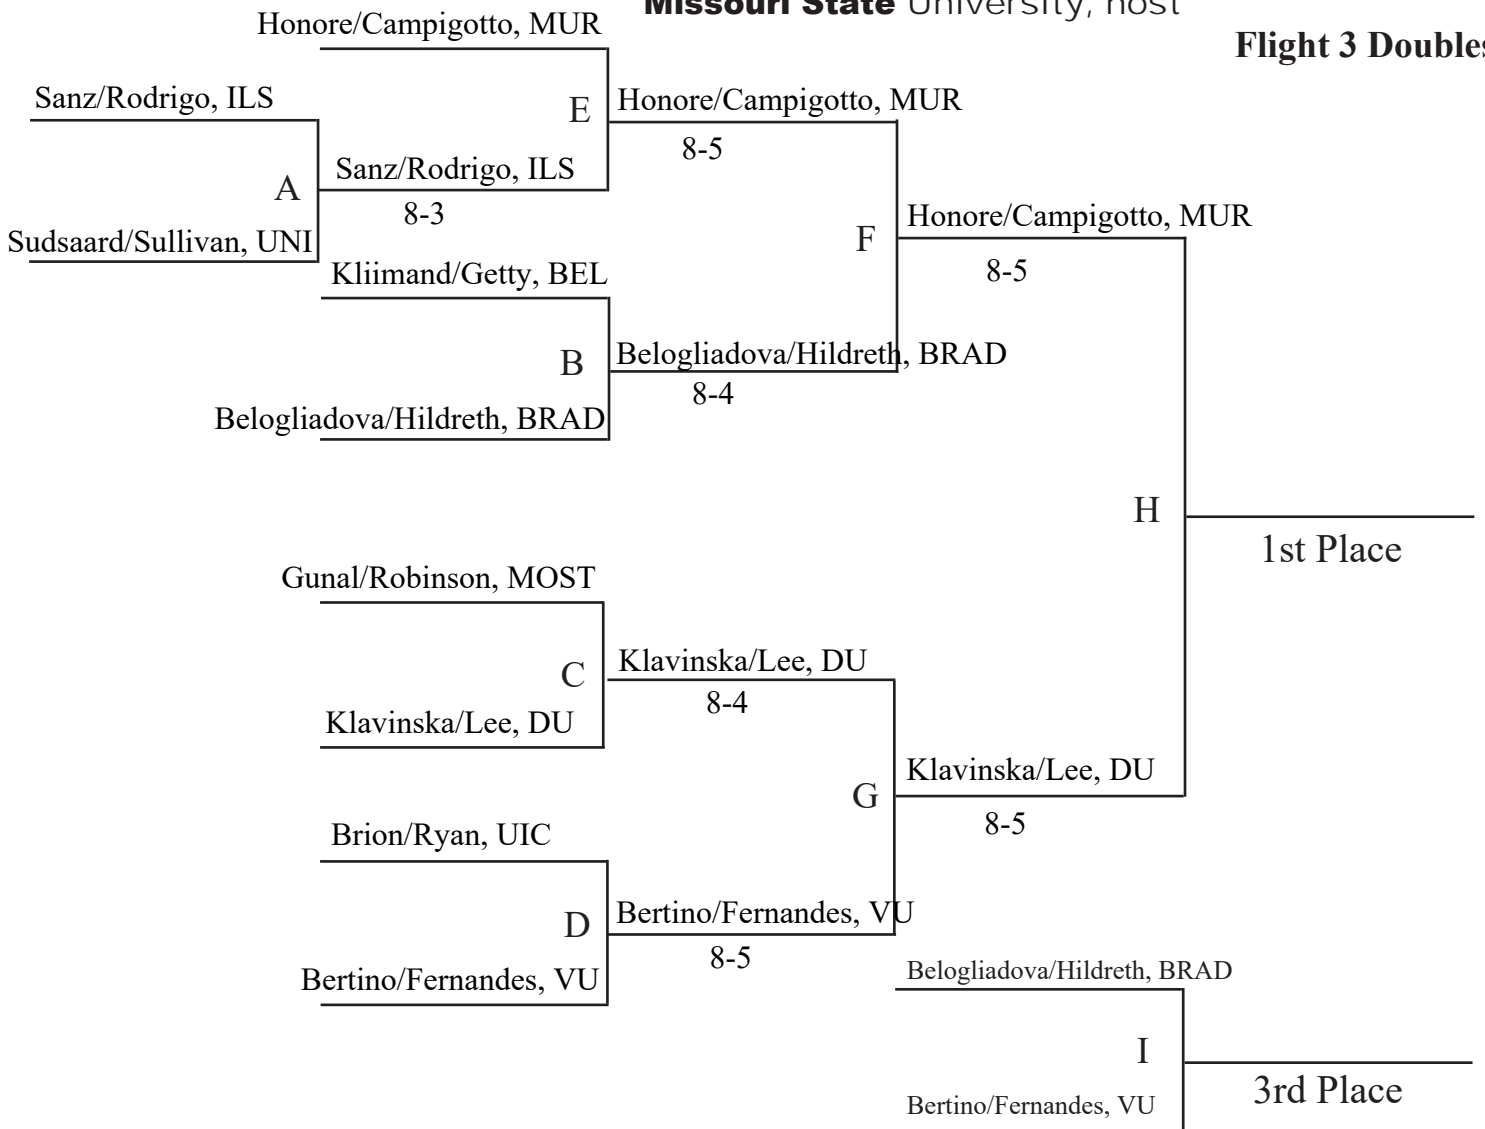 Missouri State University, host
Flight 3 Doubles
Honore/Campigotto, MUR
Sanz/Rodrigo, ILS
E
Honore/Campigotto, MUR
8-5
A
Sanz/Rodrigo, ILS
8-3
Sudsaard/Sullivan, UNI
F
Honore/Campigotto, MUR
8-5
Kliimand/Getty, BEL
B
Belogliadova/Hildreth, BRAD
8-4
Belogliadova/Hildreth, BRAD
H
1st Place
Gunal/Robinson, MOST
C
Klavinska/Lee, DU
8-4
Klavinska/Lee, DU
G
Klavinska/Lee, DU
8-5
Brion/Ryan, UIC
D
Bertino/Fernandes, VU
8-5
Bertino/Fernandes, VU
Belogliadova/Hildreth, BRAD
I
3rd Place
Bertino/Fernandes, VU